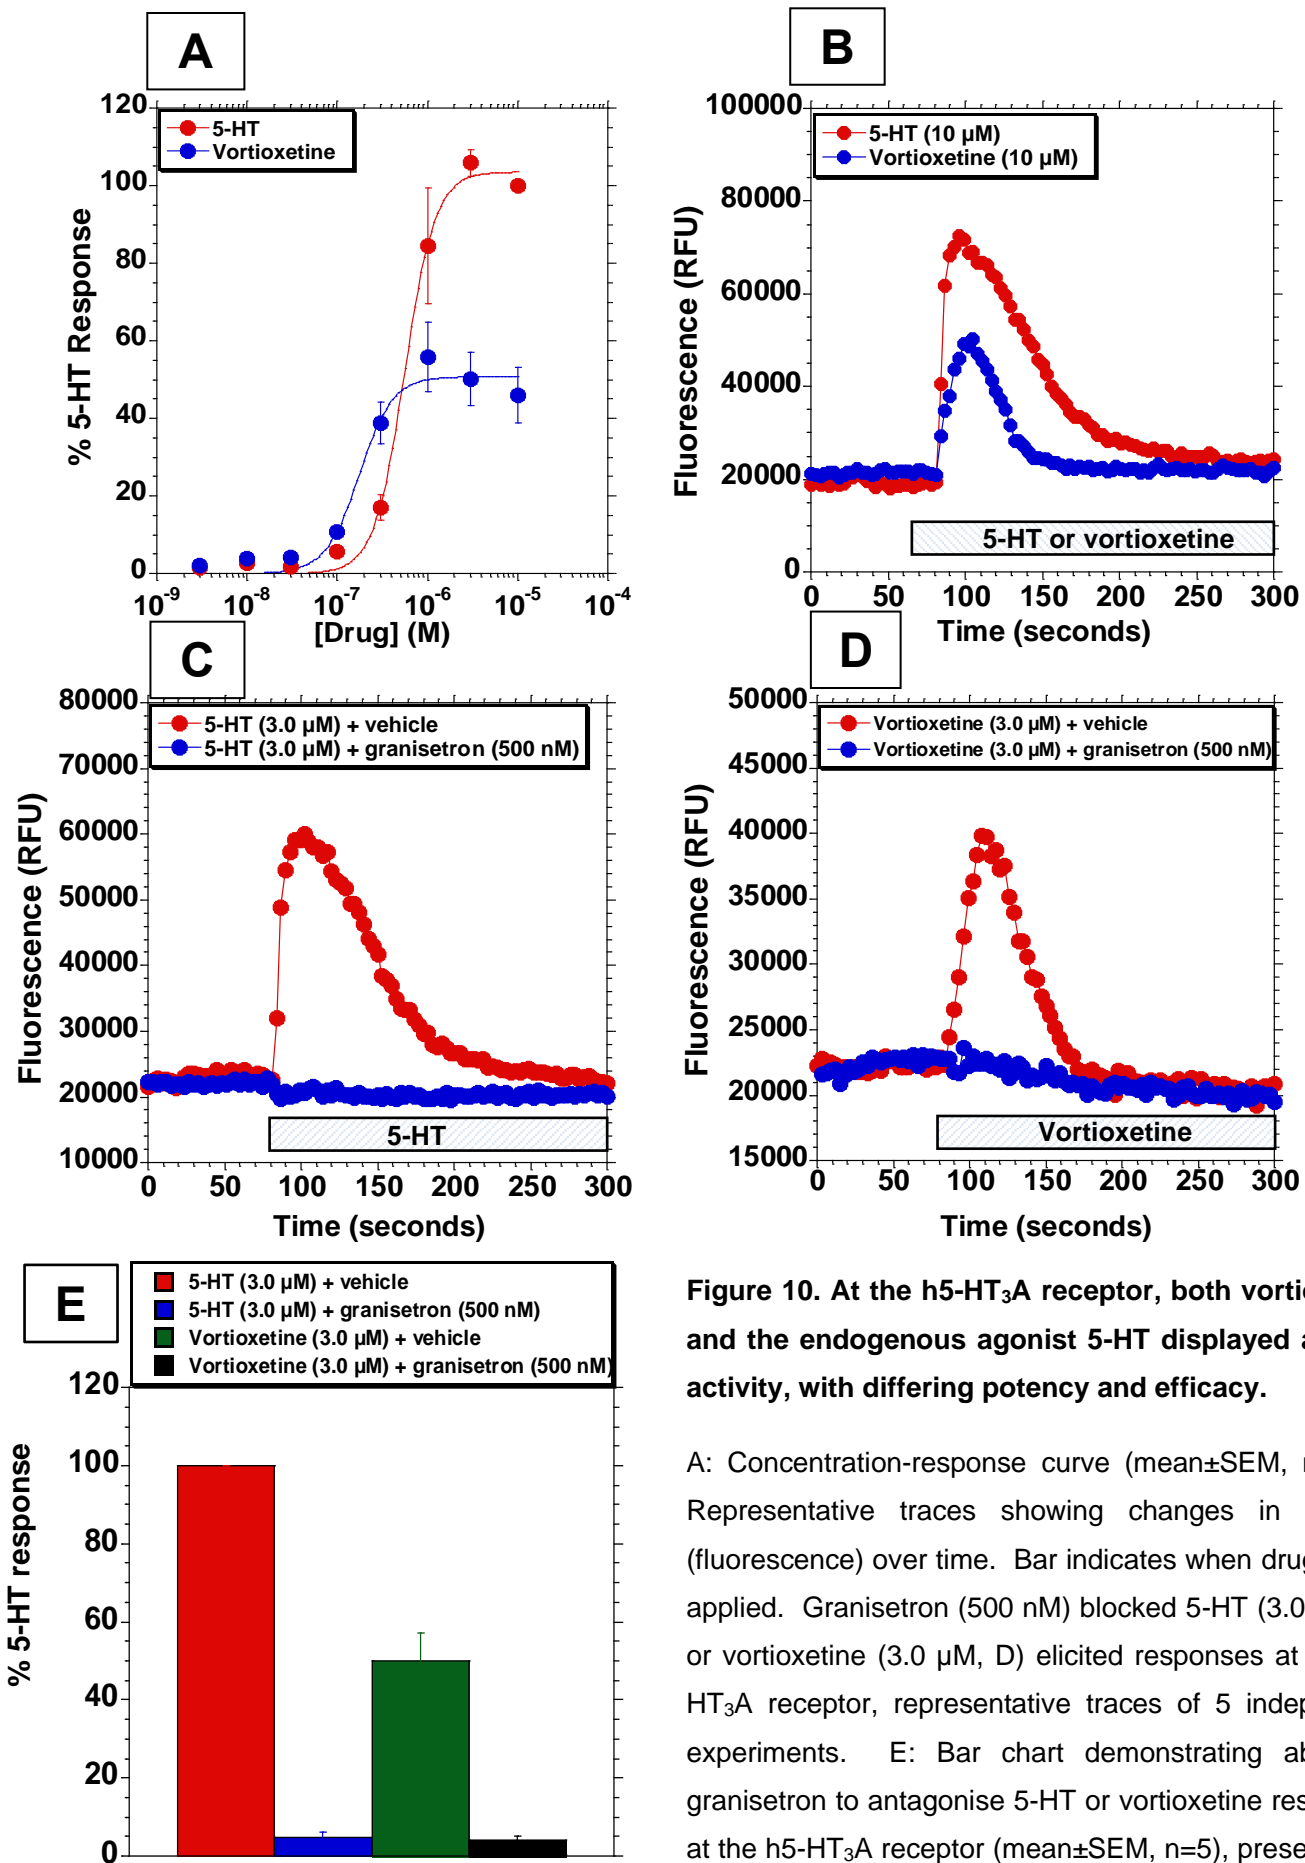 A
120
100
80
60
40
20
0
% 5-HT Response
5-HT
Vortioxetine
10-9 10-8 10-7 10-6 10-5 10-4
[Drug] (M)
B
100000
80000
60000
40000
20000
0
Fluorescence (RFU)
5-HT (10 µM)
Vortioxetine (10 µM)
5-HT or vortioxetine
0 50 100 150 200 250 300
Time (seconds)
C
80000
70000
60000
50000
40000
30000
20000
10000
Fluorescence (RFU)
5-HT (3.0 µM) + vehicle
5-HT (3.0 µM) + granisetron (500 nM)
5-HT
0 50 100 150 200 250 300
Time (seconds)
D
50000
45000
40000
35000
30000
25000
20000
15000
Fluorescence (RFU)
Vortioxetine (3.0 µM) + vehicle
Vortioxetine (3.0 µM) + granisetron (500 nM)
Vortioxetine
0 50 100 150 200 250 300
Time (seconds)
E
5-HT (3.0 µM) + vehicle
5-HT (3.0 µM) + granisetron (500 nM)
Vortioxetine (3.0 µM) + vehicle
Vortioxetine (3.0 µM) + granisetron (500 nM)
120
100
80
60
40
20
0
% 5-HT response
Figure 10. At the h5-HT3A receptor, both vortio
and the endogenous agonist 5-HT displayed a
activity, with differing potency and efficacy.
A: Concentration-response curve (mean±SEM, n
Representative traces showing changes in
(fluorescence) over time. Bar indicates when drug
applied. Granisetron (500 nM) blocked 5-HT (3.0
or vortioxetine (3.0 µM, D) elicited responses at
HT3A receptor, representative traces of 5 indep
experiments. E: Bar chart demonstrating ab
granisetron to antagonise 5-HT or vortioxetine res
at the h5-HT3A receptor (mean±SEM, n=5), prese